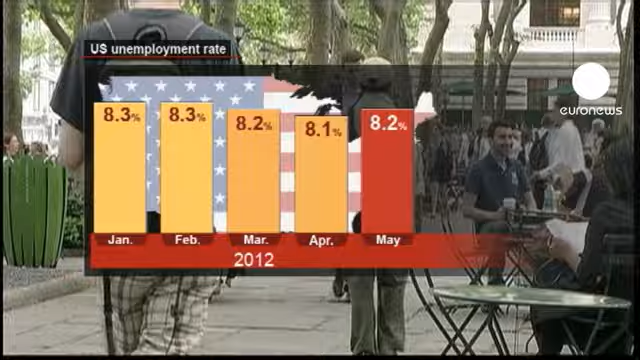 US unemployment rate
euronews
8.3% 8.3% 8.2% 8.1% 8.2%
Jan. Feb. Mar. Apr. May
2012